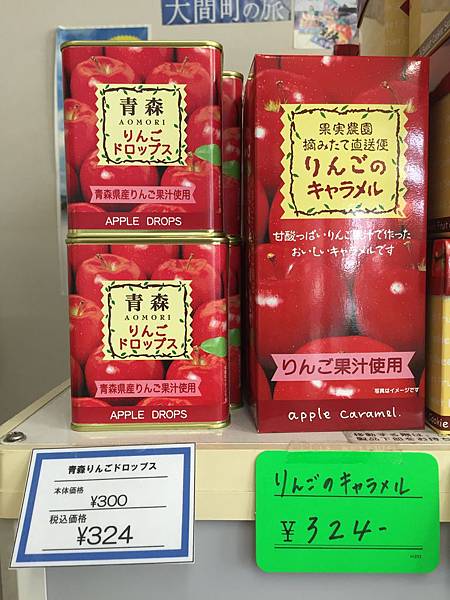 大間町の旅
青森
AOMORI
りんご
ドロップス
青森県産りんご果汁使用
APPLE DROPS
青森
AOMORI
りんご
ドロップス
青森県産りんご果汁使用
APPLE DROPS
果実農園
摘みたて直送便
りんごの
キャラメル
甘酸っぱいりんご果汁で作った
おいしいキャラメルです
りんご果汁使用
写真はイメージです
apple caramel.
青森りんごドロップス
本体価格
¥300
税込価格
¥324
りんごのキャラメル
¥324-